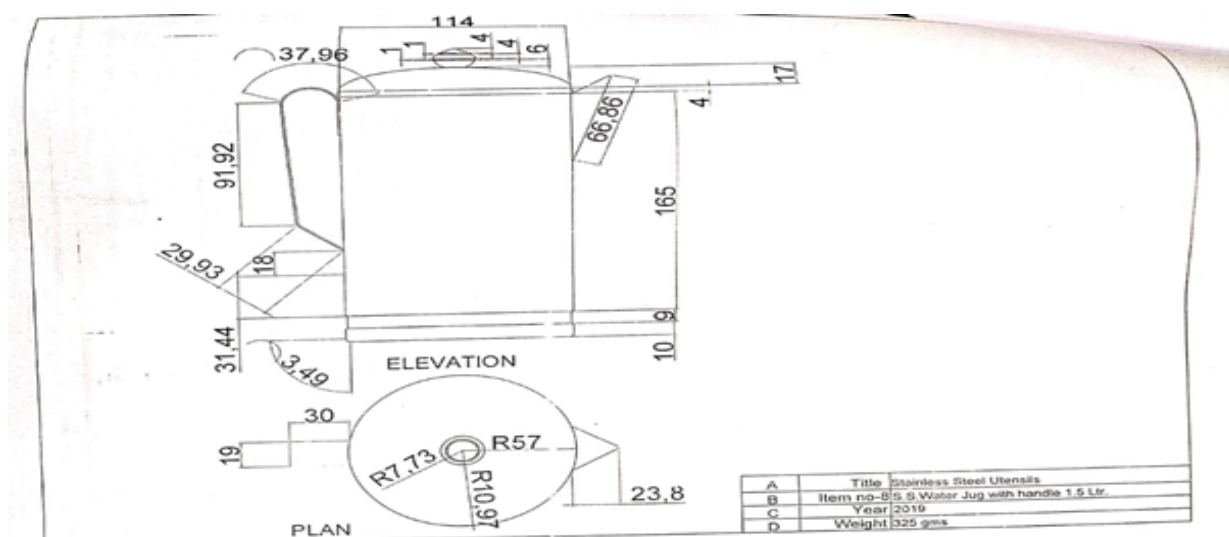 114
37,96
1
1
4
4
6
17
4
66,86
91,92
165
29,93
18
31,44
9
10
3,49
ELEVATION
30
19
R57
R7,73
R10,97
23,8
PLAN
A Title Stainless Steel Utensils
B Item no-8 S.S.Water Jug with handle 1.5 Ltr.
C Year 2019
D Weight 325 gms